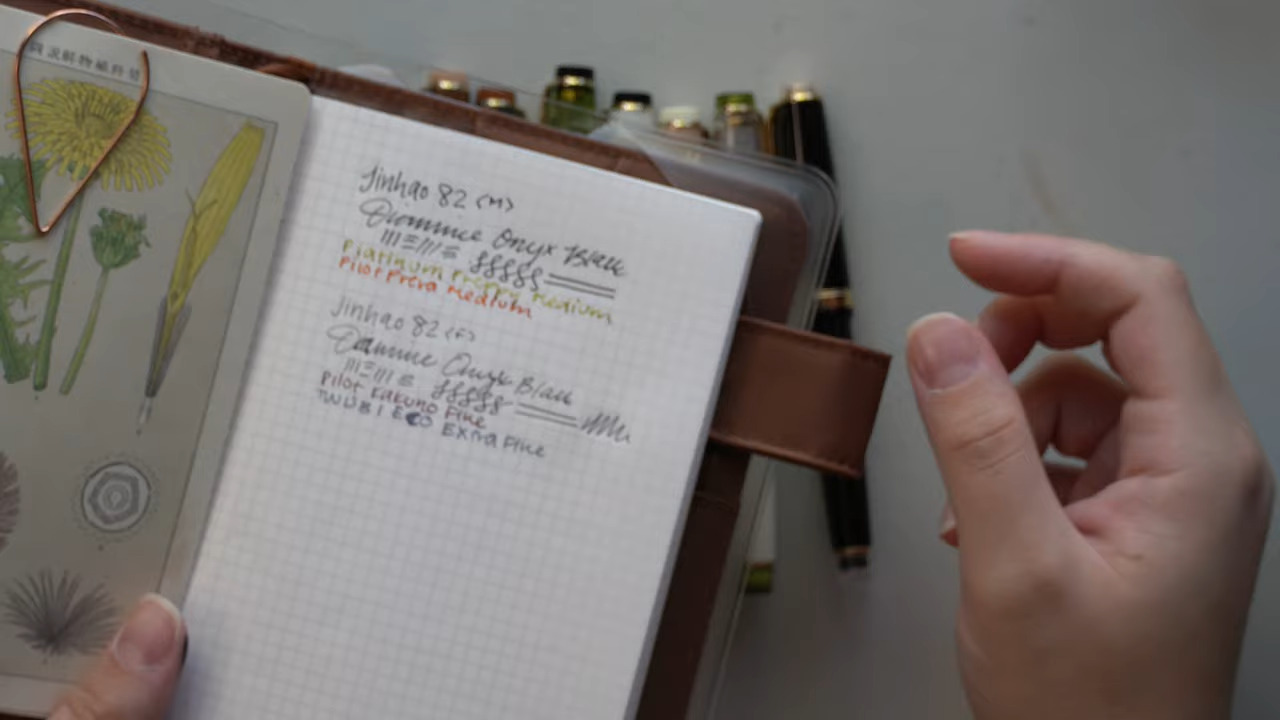 Jinhao 82 (M)
Diamine Onyx Black
Platinum Preppy Medium
Pilot Prera Medium
Jinhao 82 (F)
Diamine Onyx Black
Pilot Kakuno Fine
TWSBI ECO Extra Fine